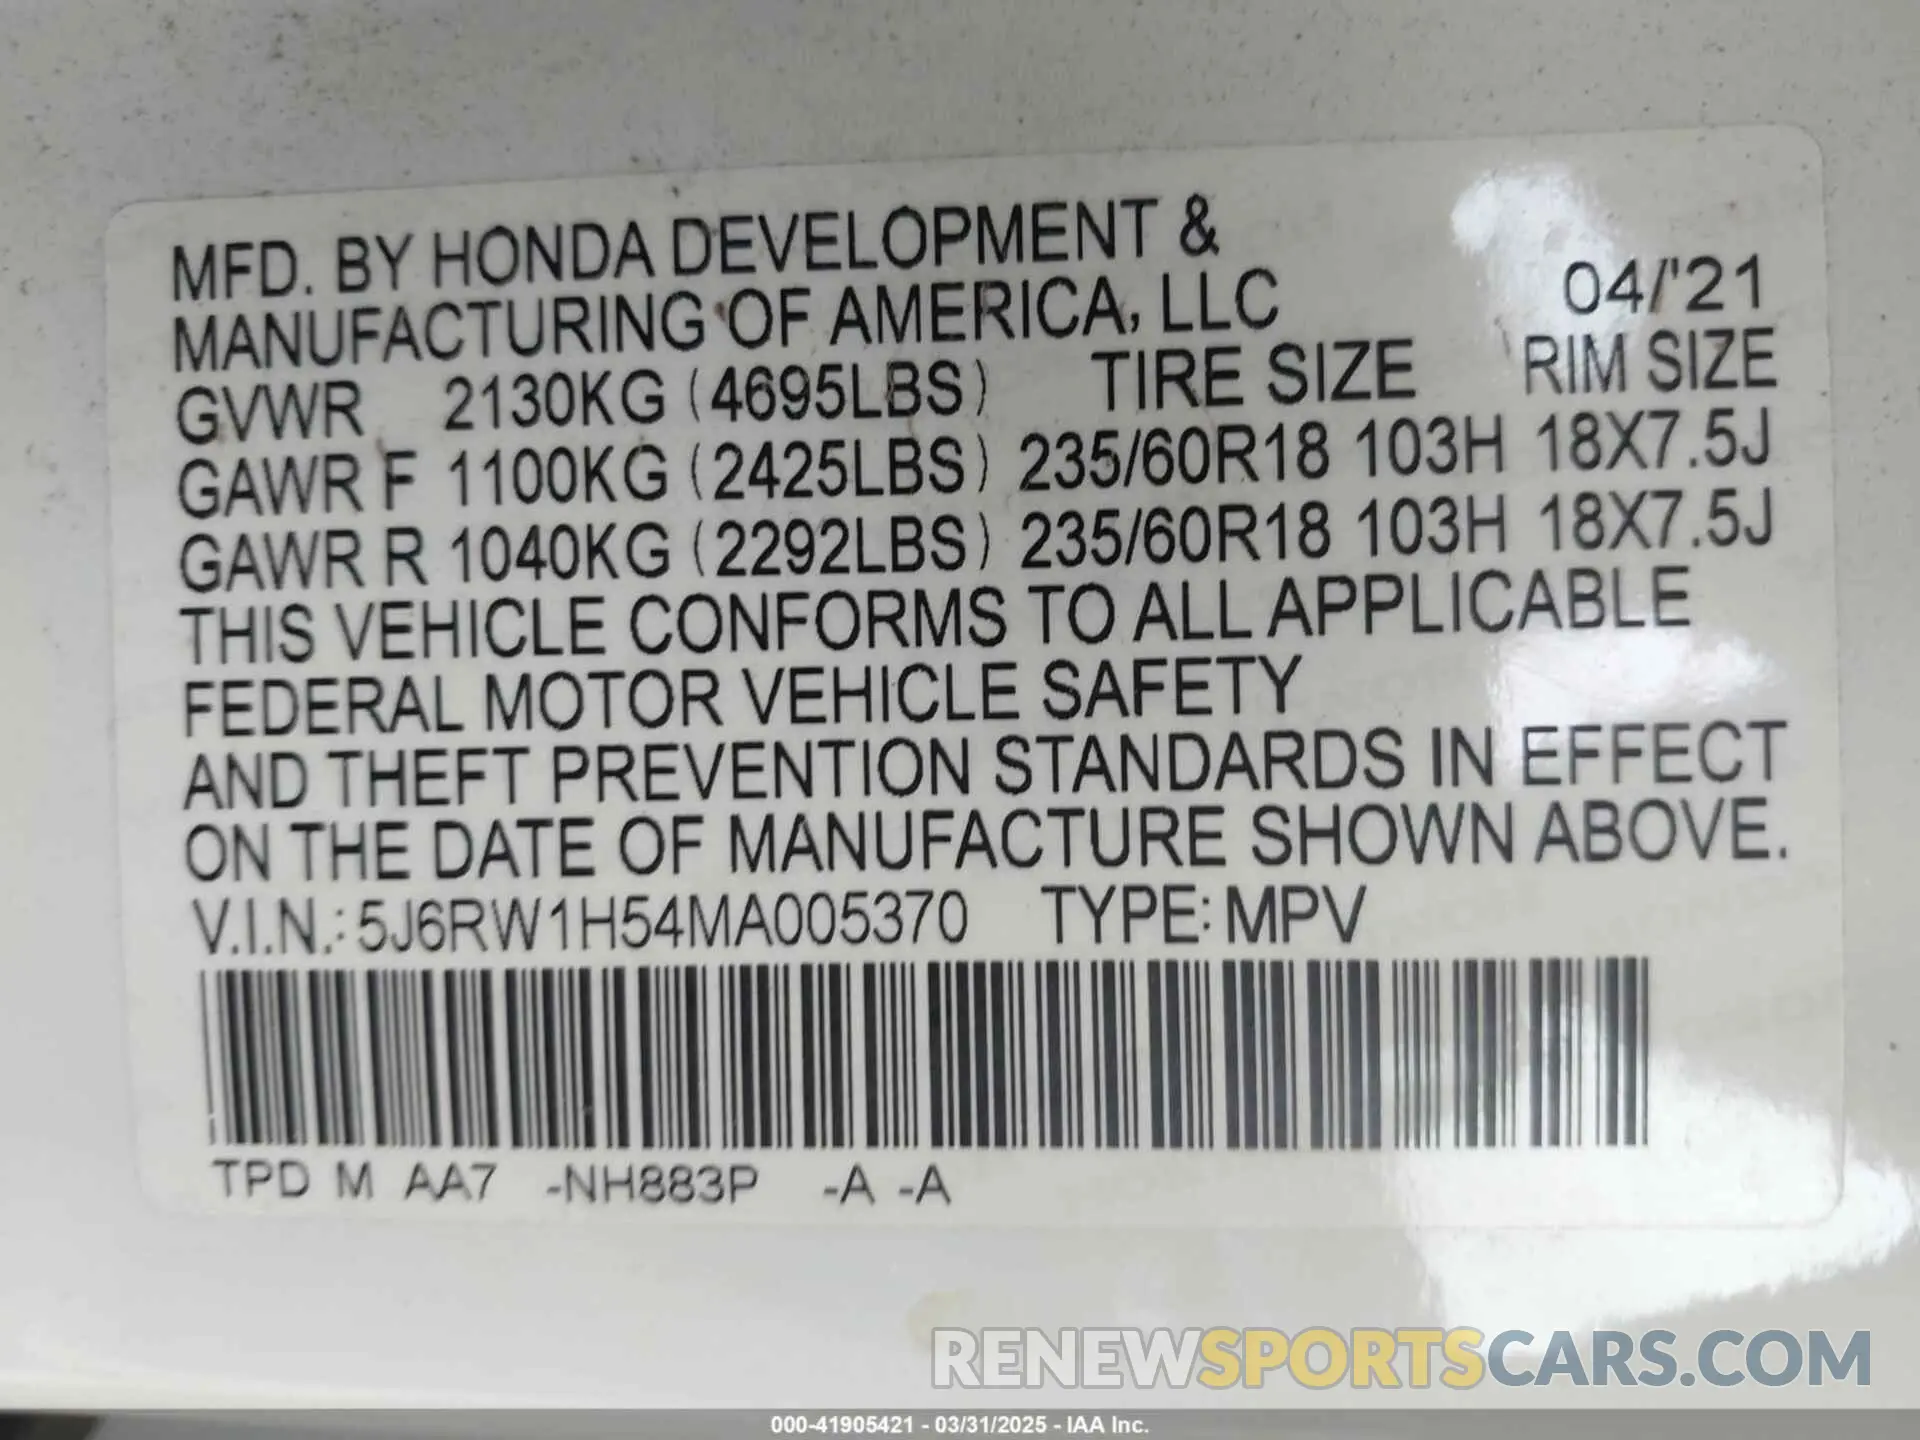 MFD. BY HONDA DEVELOPMENT &
MANUFACTURING OF AMERICA, LLC 04/'21
GVWR 2130KG (4695LBS) TIRE SIZE RIM SIZE
GAWR F 1100KG (2425LBS) 235/60R18 103H 18X7.5J
GAWR R 1040KG (2292LBS) 235/60R18 103H 18X7.5J
THIS VEHICLE CONFORMS TO ALL APPLICABLE
FEDERAL MOTOR VEHICLE SAFETY
AND THEFT PREVENTION STANDARDS IN EFFECT
ON THE DATE OF MANUFACTURE SHOWN ABOVE.
V.I.N.: 5J6RW1H54MA005370 TYPE: MPV
TPD M AA7 -NH883P -A -A
RENEWSPORTSCARS.COM
000-41905421 - 03/31/2025 - IAA Inc.